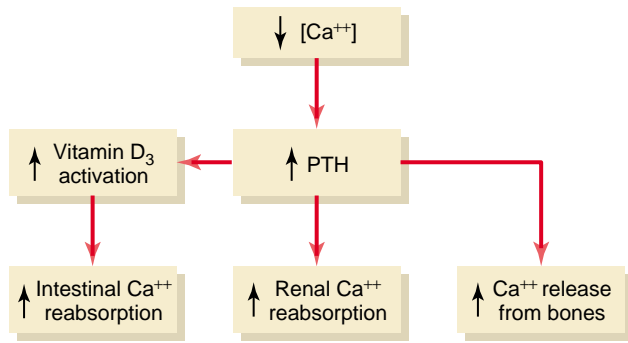 ↓ [Ca⁺⁺]
↑ Vitamin D₃
activation
↑ PTH
↑ Intestinal Ca⁺⁺
reabsorption
↑ Renal Ca⁺⁺
reabsorption
↑ Ca⁺⁺ release
from bones